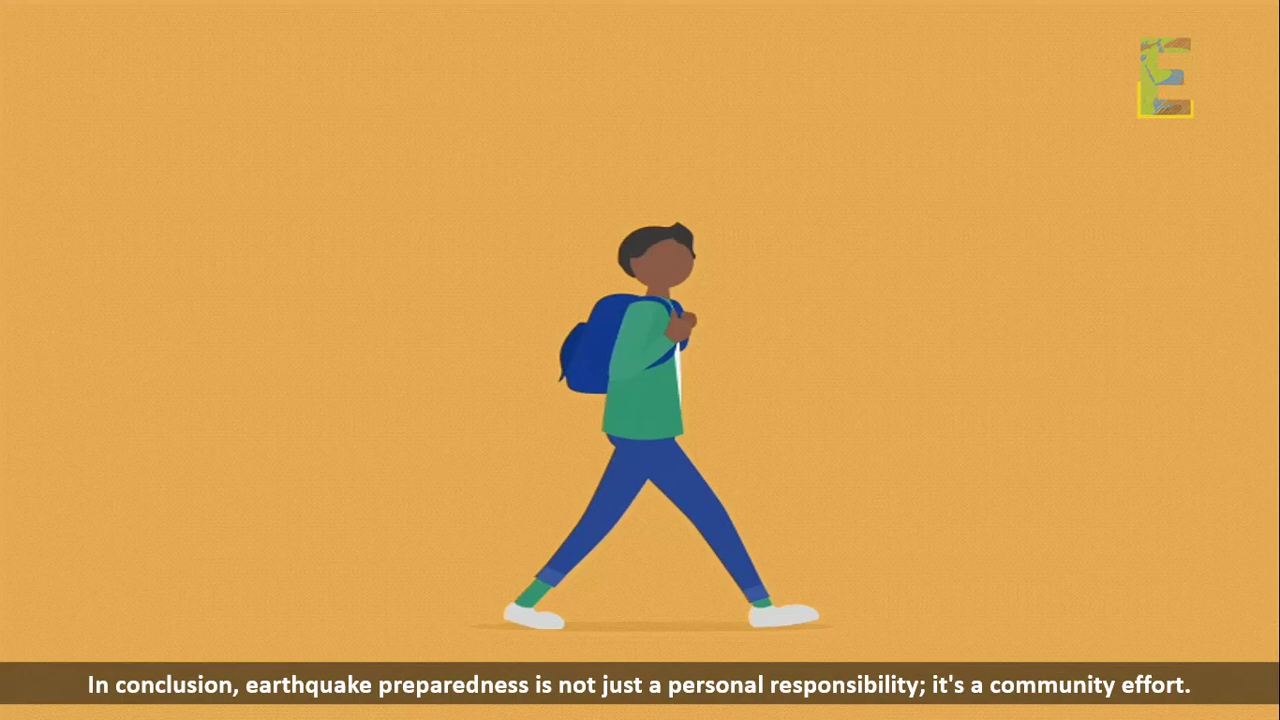 E
In conclusion, earthquake preparedness is not just a personal responsibility; it's a community effort.